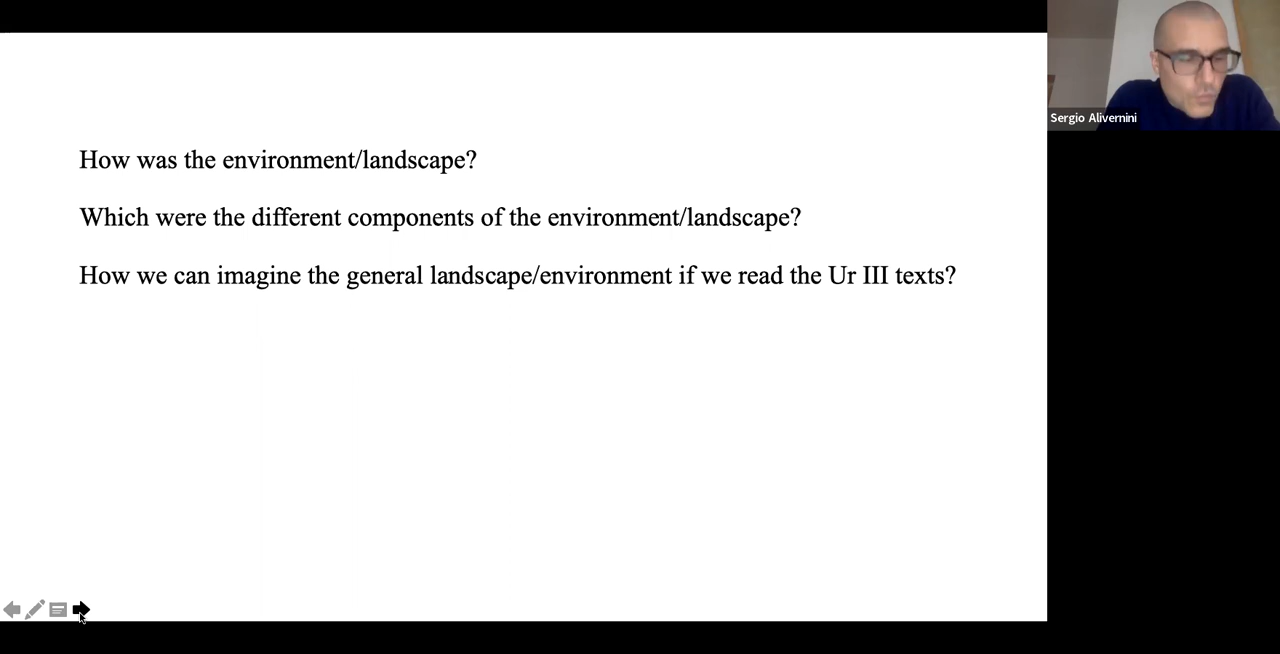 How was the environment/landscape?
Which were the different components of the environment/landscape?
How we can imagine the general landscape/environment if we read the Ur III texts?
Sergio Alivernini